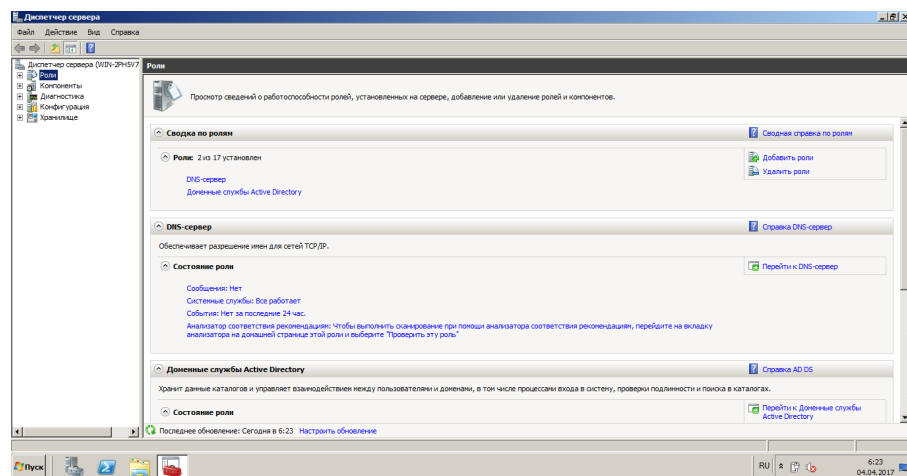 Диспетчер сервера
Файл Действие Вид Справка
Диспетчер сервера (WIN-2PHSV7
Роли
Роли
Компоненты
Диагностика
Конфигурация
Хранилище
Просмотр сведений о работоспособности ролей, установленных на сервере, добавление или удаление ролей и компонентов.
Сводка по ролям
Сводная справка по ролям
Роли: 2 из 17 установлен
Добавить роли
Удалить роли
DNS-сервер
Доменные службы Active Directory
DNS-сервер
Справка DNS-сервер
Обеспечивает разрешение имен для сетей TCP/IP.
Состояние роли
Перейти к DNS-сервер
Сообщения: Нет
Системные службы: Все работает
События: Нет за последние 24 час.
Анализатор соответствия рекомендациям: Чтобы выполнить сканирование при помощи анализатора соответствия рекомендациям, перейдите на вкладку
анализатора на домашней странице этой роли и выберите "Проверить эту роль"
Доменные службы Active Directory
Справка AD DS
Хранит данные каталогов и управляет взаимодействием между пользователями и доменами, в том числе процессами входа в систему, проверки подлинности и поиска в каталогах.
Состояние роли
Перейти к Доменные службы
Active Directory
Последнее обновление: Сегодня в 6:23 Настроить обновление
Пуск
RU
6:23
04.04.2017